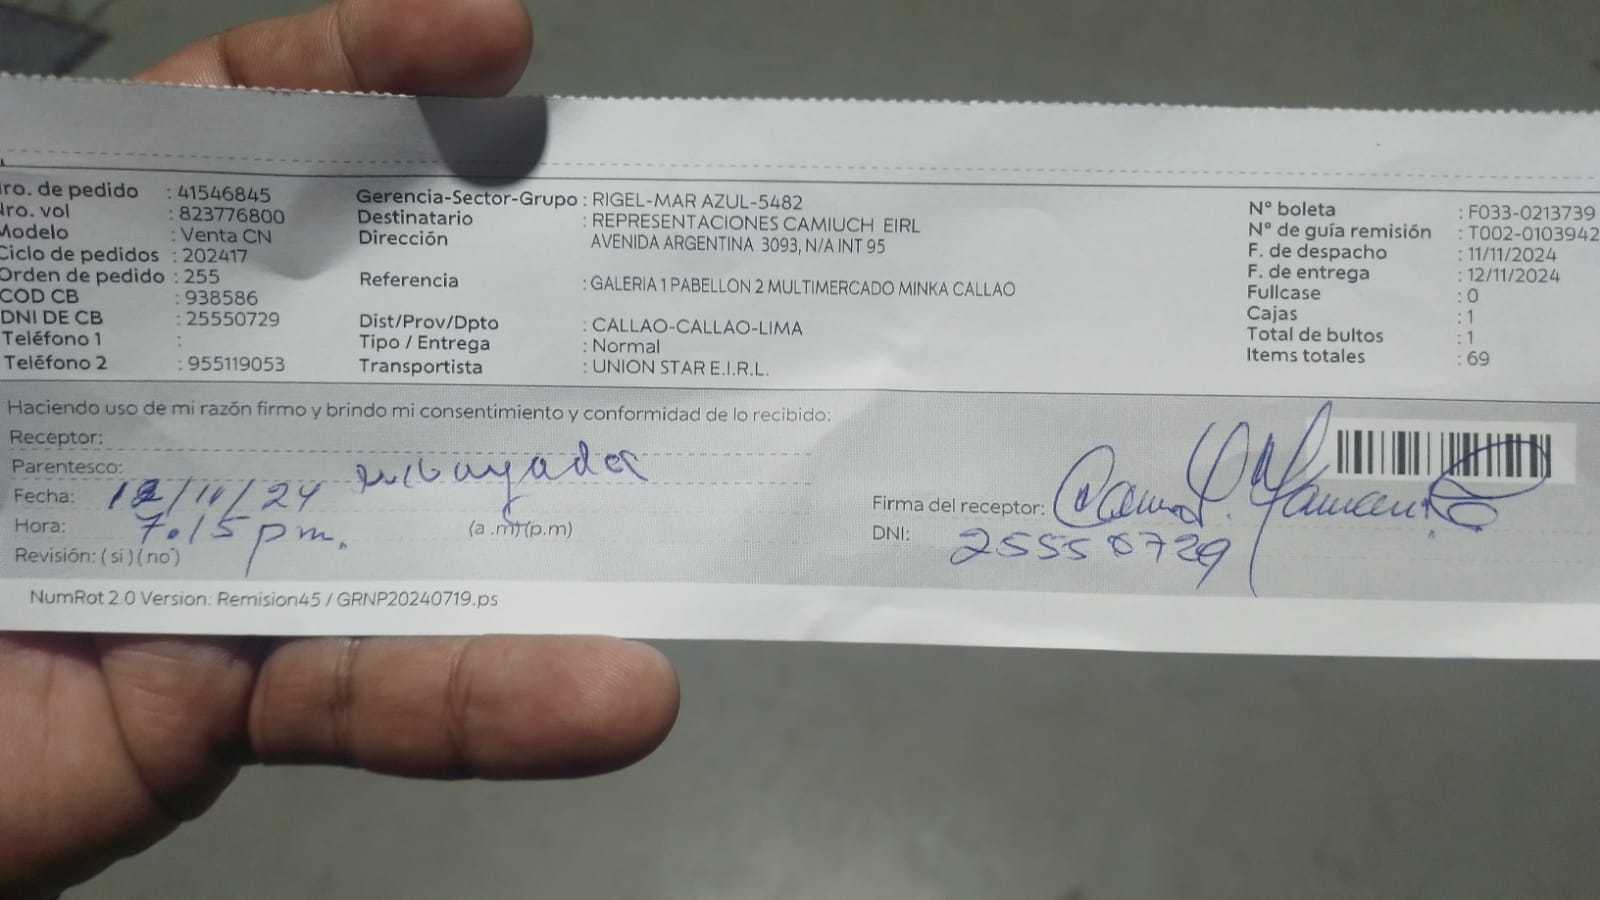 ro. de pedido : 41546845
Nro. vol : 823776800
Modelo : Venta CN
Ciclo de pedidos : 202417
Orden de pedido : 255
COD CB : 938586
DNI DE CB : 25550729
Teléfono 1 :
Teléfono 2 : 955119053
Gerencia-Sector-Grupo : RIGEL-MAR AZUL-5482
Destinatario : REPRESENTACIONES CAMIUCH EIRL
Dirección AVENIDA ARGENTINA 3093, N/A INT 95
Referencia : GALERIA 1 PABELLON 2 MULTIMERCADO MINKA CALLAO
Dist/Prov/Dpto : CALLAO-CALLAO-LIMA
Tipo / Entrega : Normal
Transportista : UNION STAR E.I.R.L.
N° boleta : F033-0213739
N° de guía remisión : T002-0103942
F. de despacho : 11/11/2024
F. de entrega : 12/11/2024
Fullcase : 0
Cajas : 1
Total de bultos : 1
Items totales : 69
Haciendo uso de mi razón firmo y brindo mi consentimiento y conformidad de lo recibido:
Receptor:
Parentesco:
Fecha: 12/11/24
Hora: 7.15 pm. (a .m) (p.m)
Revisión: ( si ) ( no )
Firma del receptor:
DNI: 25550729
NumRot 2.0 Version: Remision45 / GRNP20240719.ps